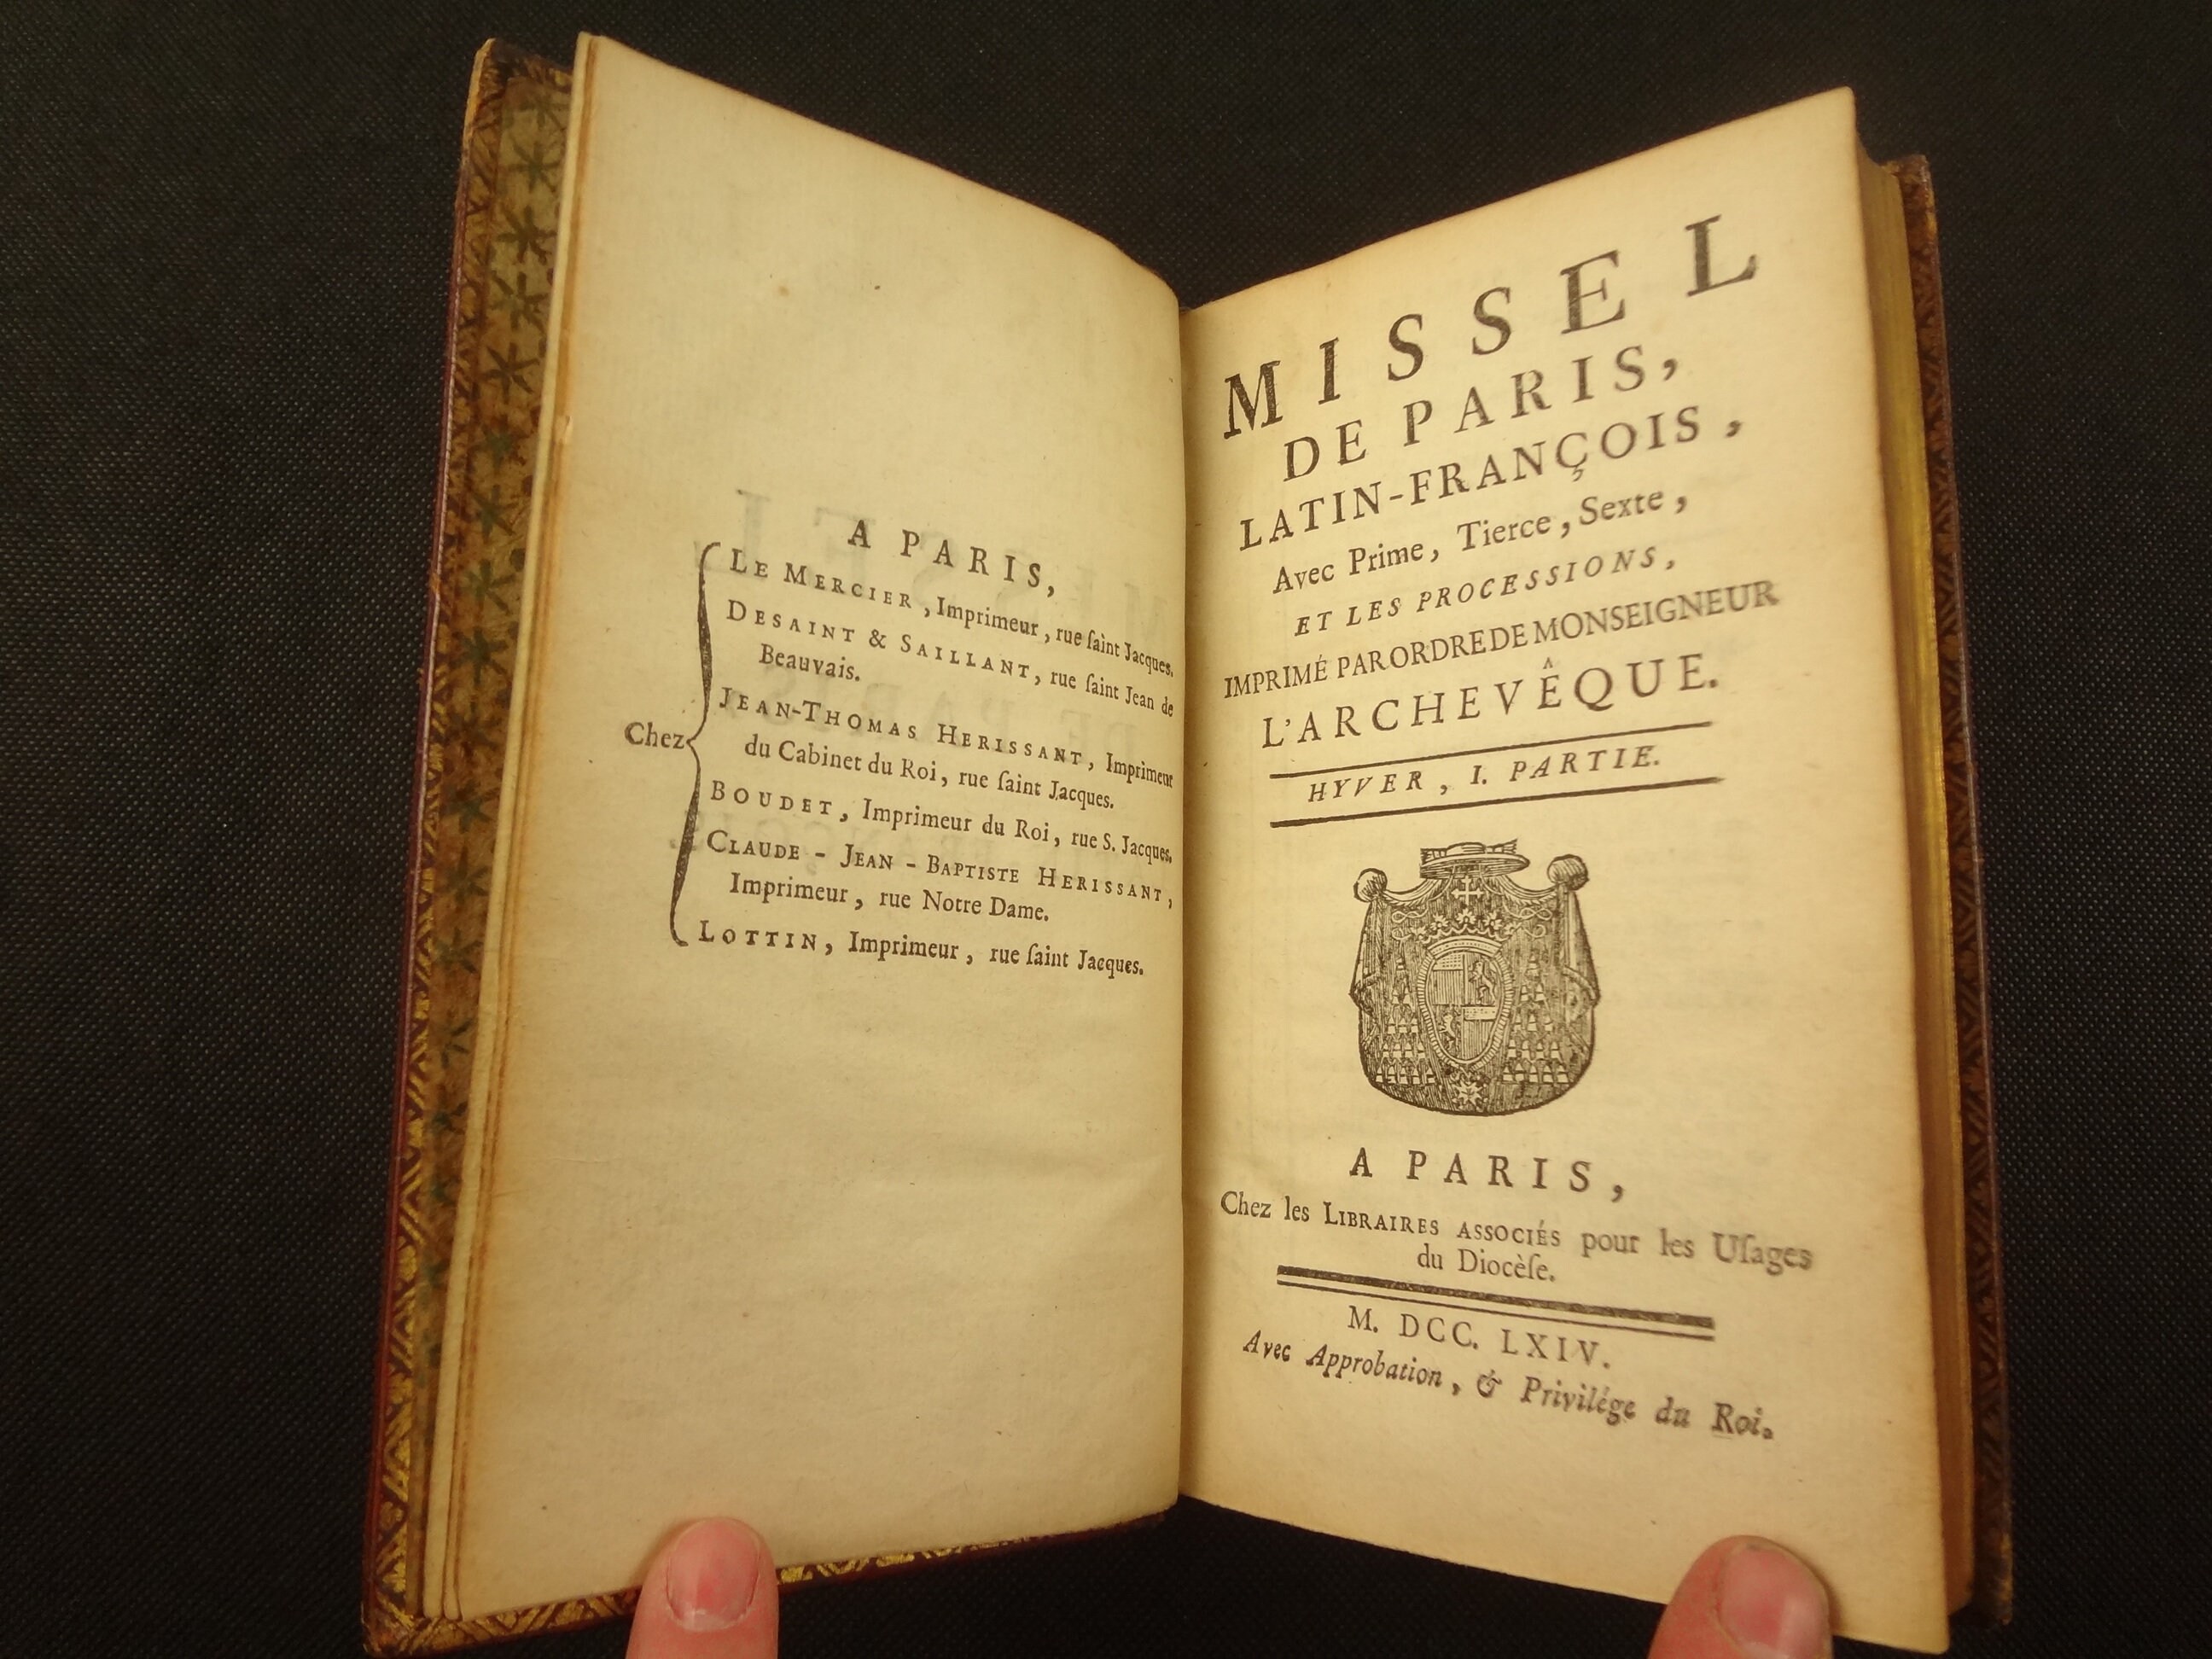 A PARIS,
Chez
LE MERCIER, Imprimeur, rue ſaint Jacques.
DESAINT & SAILLANT, rue ſaint Jean de
Beauvais.
JEAN-THOMAS HERISSANT, Imprimeur
du Cabinet du Roi, rue ſaint Jacques.
BOUDET, Imprimeur du Roi, rue S. Jacques.
CLAUDE - JEAN - BAPTISTE HERISSANT,
Imprimeur, rue Notre Dame.
LOTTIN, Imprimeur, rue ſaint Jacques.
MISSEL
DE PARIS,
LATIN-FRANÇOIS,
Avec Prime, Tierce, Sexte,
ET LES PROCESSIONS,
IMPRIMÉ PAR ORDRE DE MONSEIGNEUR
L'ARCHEVÊQUE.
HYVER, I. PARTIE.
A PARIS,
Chez les LIBRAIRES ASSOCIÉS pour les Uſages
du Diocèſe.
M. DCC. LXIV.
Avec Approbation, & Privilége du Roi.